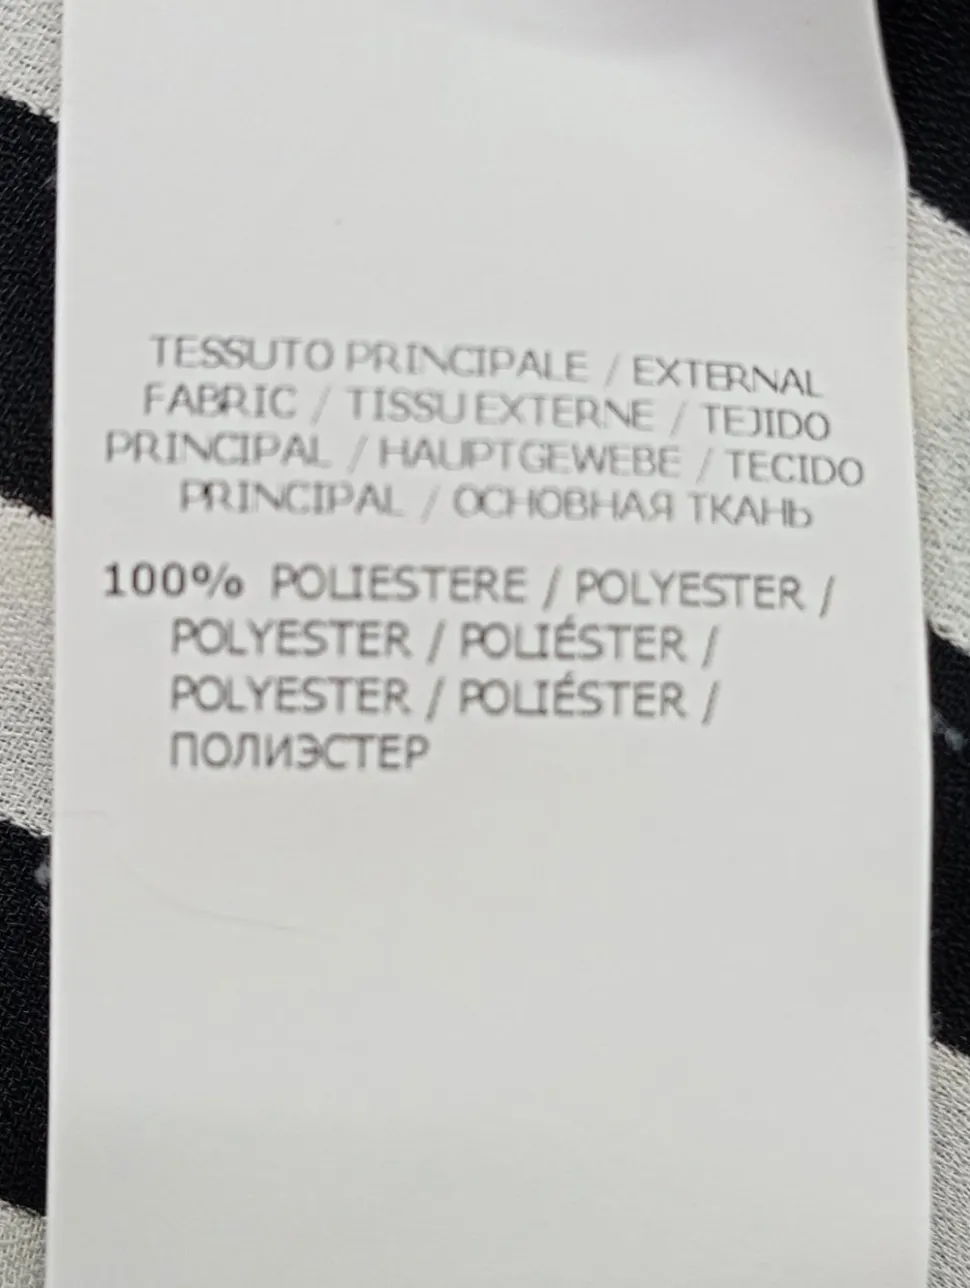 TESSUTO PRINCIPALE / EXTERNAL
FABRIC / TISSU EXTERNE / TEJIDO
PRINCIPAL / HAUPTGEWEBE / TECIDO
PRINCIPAL / ОСНОВНАЯ ТКАНЬ
100% POLIESTERE / POLYESTER /
POLYESTER / POLIÉSTER /
POLYESTER / POLIÉSTER /
ПОЛИЭСТЕР